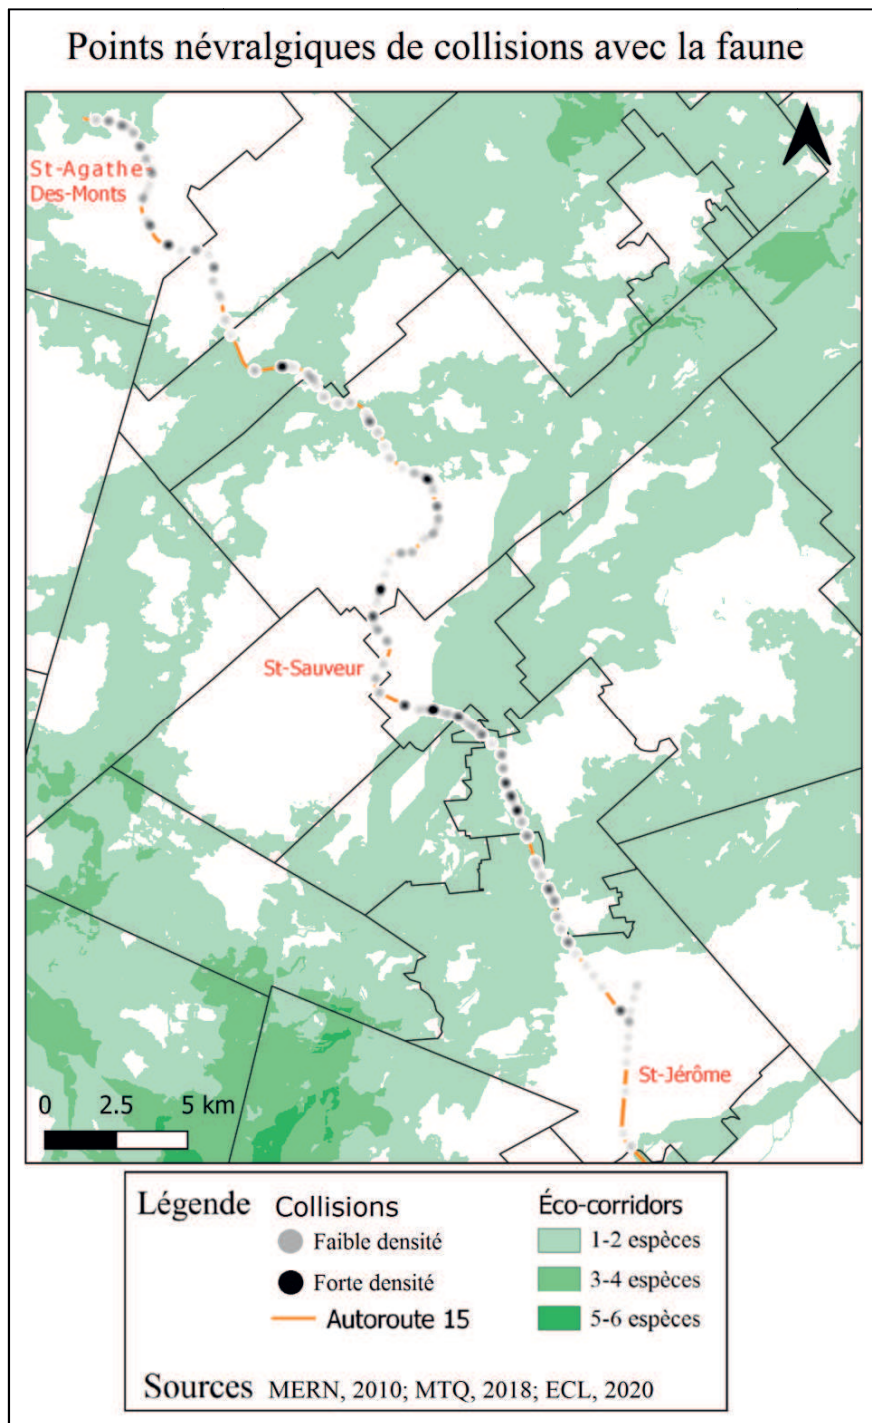 Points névralgiques de collisions avec la faune
St-Agathe
Des-Monts
St-Sauveur
St-Jérôme
0 2.5 5 km
Légende
Collisions
Faible densité
Forte densité
Autoroute 15
Éco-corridors
1-2 espèces
3-4 espèces
5-6 espèces
Sources MERN, 2010; MTQ, 2018; ECL, 2020